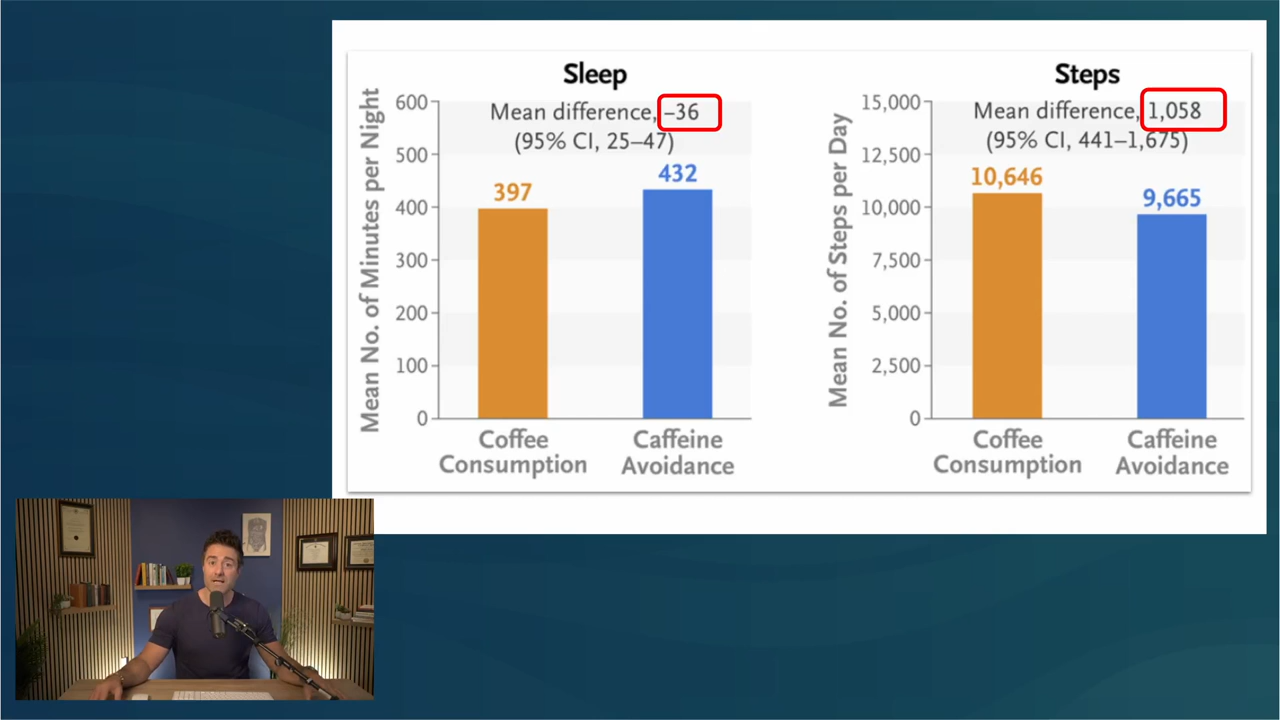 Sleep
Mean No. of Minutes per Night
Mean difference, –36
(95% CI, 25–47)
600
500
400
300
200
100
0
397
432
Coffee
Consumption
Caffeine
Avoidance
Steps
Mean No. of Steps per Day
Mean difference, 1,058
(95% CI, 441–1,675)
15,000
12,500
10,000
7,500
5,000
2,500
0
10,646
9,665
Coffee
Consumption
Caffeine
Avoidance